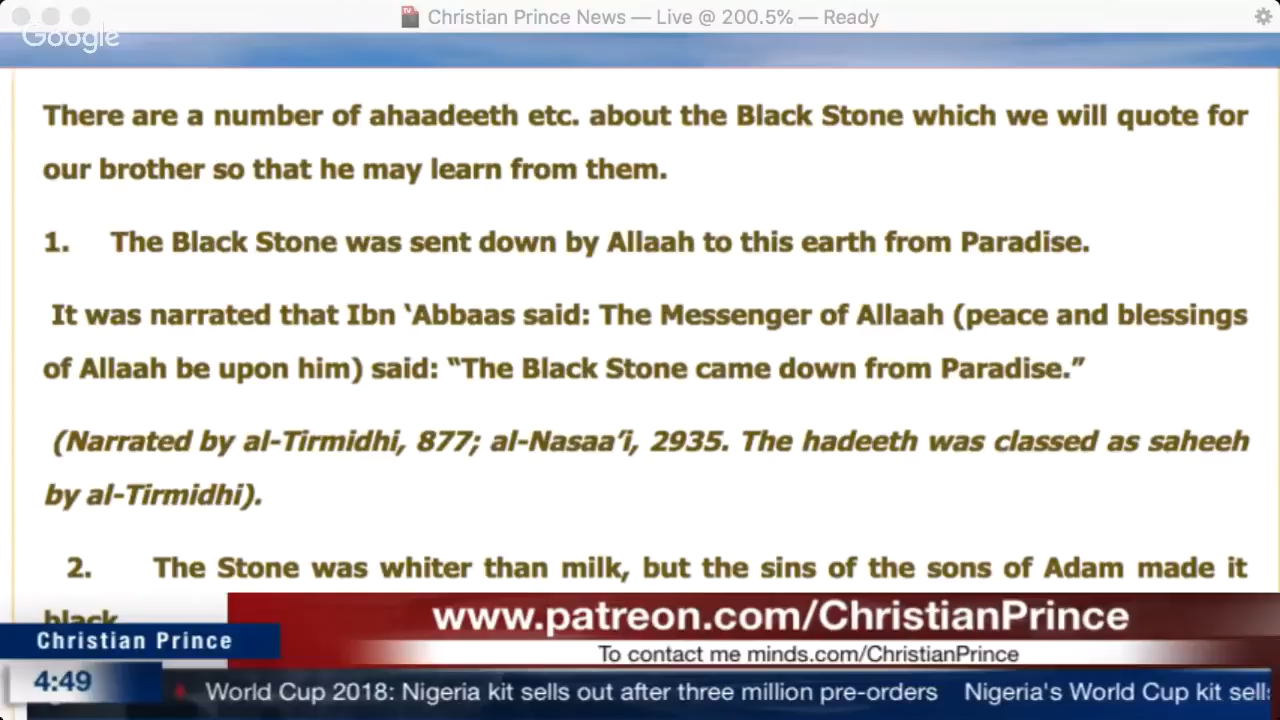 Christian Prince News — Live @ 200.5% — Ready
Google
There are a number of ahaadeeth etc. about the Black Stone which we will quote for
our brother so that he may learn from them.
1. The Black Stone was sent down by Allaah to this earth from Paradise.
It was narrated that Ibn ‘Abbaas said: The Messenger of Allaah (peace and blessings
of Allaah be upon him) said: “The Black Stone came down from Paradise.”
(Narrated by al-Tirmidhi, 877; al-Nasaa’i, 2935. The hadeeth was classed as saheeh
by al-Tirmidhi).
2. The Stone was whiter than milk, but the sins of the sons of Adam made it
black
www.patreon.com/ChristianPrince
Christian Prince
To contact me minds.com/ChristianPrince
4:49
World Cup 2018: Nigeria kit sells out after three million pre-orders Nigeria's World Cup kit sells